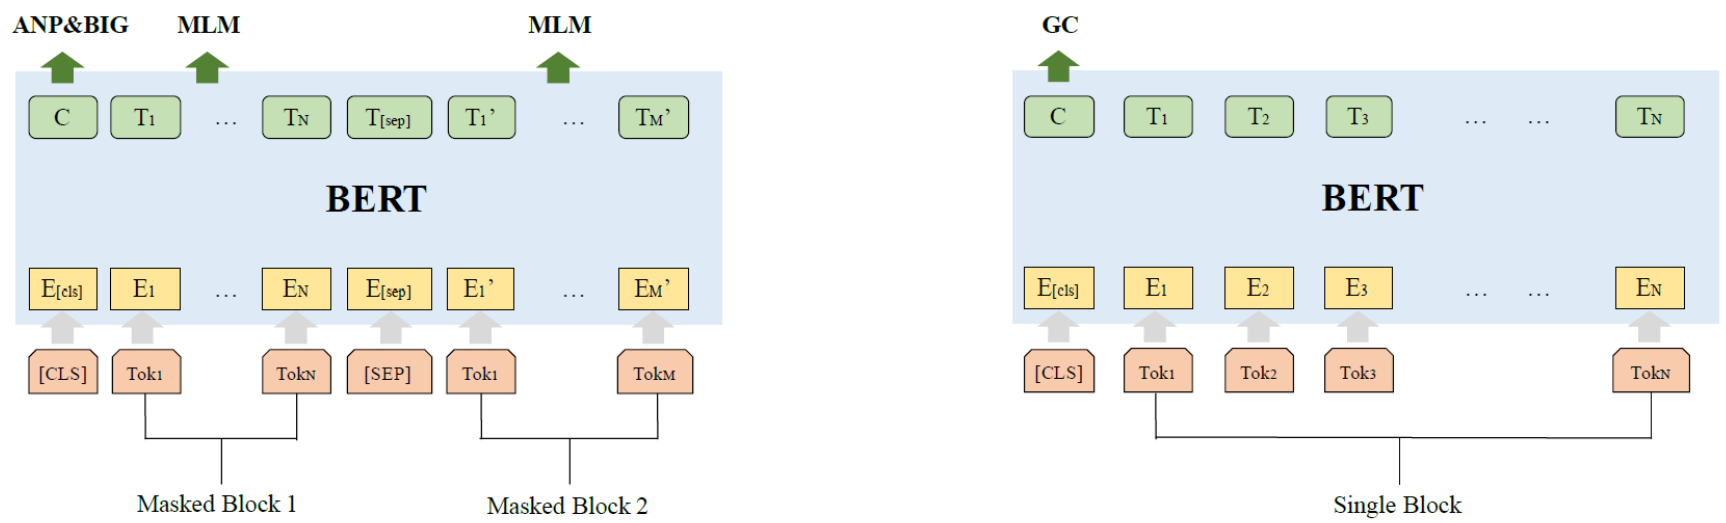 ANP&BIG MLM MLM
C T1 ... TN T[sep] T1’ ... TM’
BERT
E[cls] E1 ... EN E[sep] E1’ ... EM’
[CLS] Tok1 TokN [SEP] Tok1 TokM
Masked Block 1 Masked Block 2
GC
C T1 T2 T3 ... ... TN
BERT
E[cls] E1 E2 E3 ... ... EN
[CLS] Tok1 Tok2 Tok3 TokN
Single Block